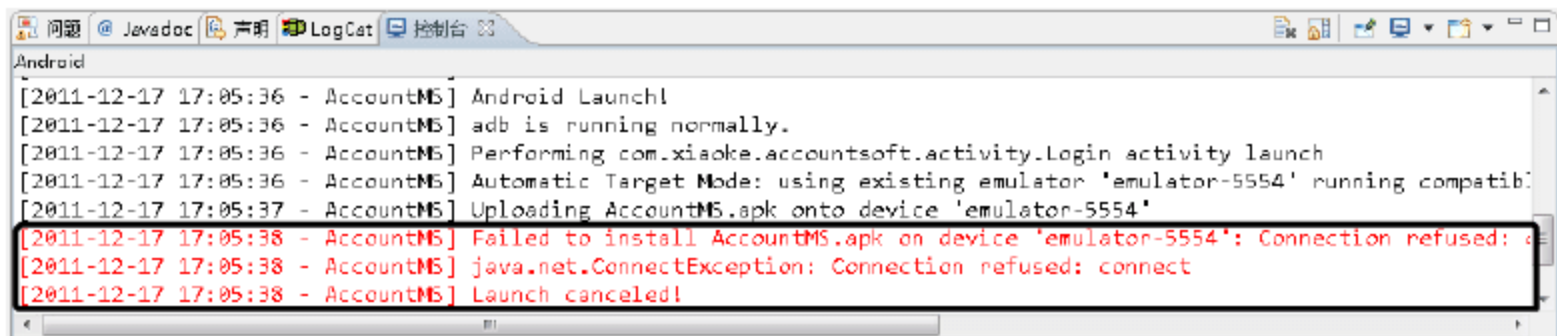 问题 @ Javadoc 声明 LogCat 控制台
Android
[2011-12-17 17:05:36 - AccountMS] Android Launch!
[2011-12-17 17:05:36 - AccountMS] adb is running normally.
[2011-12-17 17:05:36 - AccountMS] Performing com.xiaoke.accountsoft.activity.Login activity launch
[2011-12-17 17:05:36 - AccountMS] Automatic Target Mode: using existing emulator 'emulator-5554' running compatibl
[2011-12-17 17:05:37 - AccountMS] Uploading AccountMS.apk onto device 'emulator-5554'
[2011-12-17 17:05:38 - AccountMS] Failed to install AccountMS.apk on device 'emulator-5554': Connection refused:
[2011-12-17 17:05:38 - AccountMS] java.net.ConnectException: Connection refused: connect
[2011-12-17 17:05:38 - AccountMS] Launch canceled!